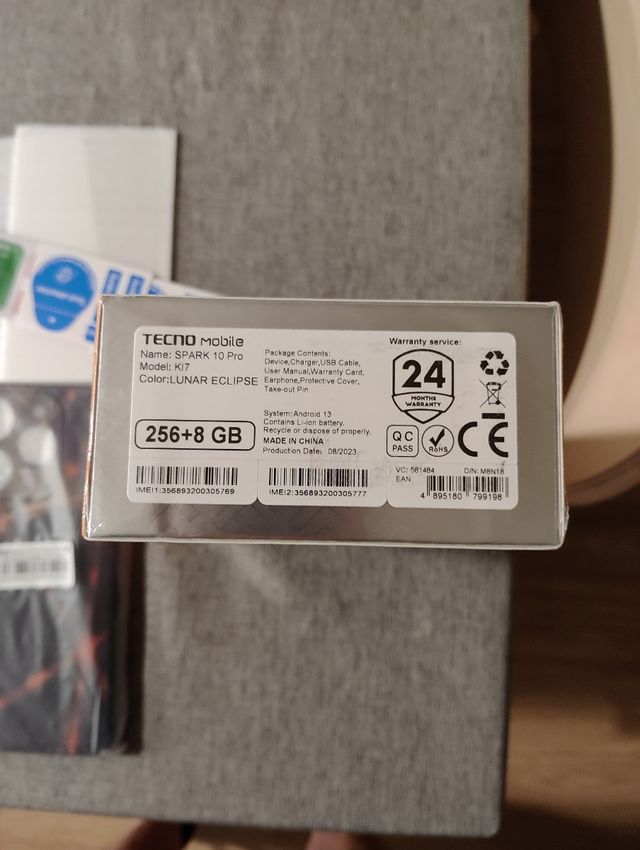 TECNO Mobile
Name: SPARK 10 Pro
Model: KI7
Color:LUNAR ECLIPSE
256+8 GB
Package Contents:
Device,Charger,USB Cable,
User Manual,Warranty Card,
Earphone,Protective Cover,
Take-out Pin
System:Android 13
Contains Li-ion battery.
Recycle or dispose of properly.
MADE IN CHINA
Production Date: 08/2023
Warranty service:
24
MONTHS
WARRANTY
QC
PASS
RoHS
CE
IMEI1:356893200305769
IMEI2:356893200305777
VC: 581484
D/N: M8N18
EAN
4 895180 799198